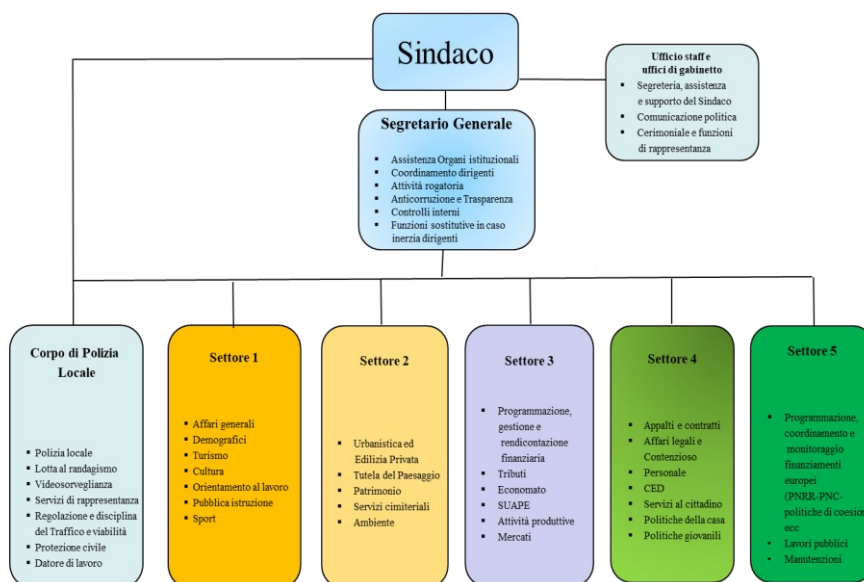 Sindaco
Ufficio staff e
uffici di gabinetto
▪ Segreteria, assistenza
e supporto del Sindaco
▪ Comunicazione politica
▪ Cerimoniale e funzioni
di rappresentanza
Segretario Generale
▪ Assistenza Organi istituzionali
▪ Coordinamento dirigenti
▪ Attività rogatoria
▪ Anticorruzione e Trasparenza
▪ Controlli interni
▪ Funzioni sostitutive in caso
inerzia dirigenti
Corpo di Polizia
Locale
▪ Polizia locale
▪ Lotta al randagismo
▪ Videosorveglianza
▪ Servizi di rappresentanza
▪ Regolazione e disciplina
del Traffico e viabilità
▪ Protezione civile
▪ Datore di lavoro
Settore 1
▪ Affari generali
▪ Demografici
▪ Turismo
▪ Cultura
▪ Orientamento al lavoro
▪ Pubblica istruzione
▪ Sport
Settore 2
▪ Urbanistica ed
Edilizia Privata
▪ Tutela del Paesaggio
▪ Patrimonio
▪ Servizi cimiteriali
▪ Ambiente
Settore 3
▪ Programmazione,
gestione e
rendicontazione
finanziaria
▪ Tributi
▪ Economato
▪ SUAPE
▪ Attività produttive
▪ Mercati
Settore 4
▪ Appalti e contratti
▪ Affari legali e
Contenzioso
▪ Personale
▪ CED
▪ Servizi al cittadino
▪ Politiche della casa
▪ Politiche giovanili
Settore 5
▪ Programmazione,
coordinamento e
monitoraggio
finanziamenti
europei
(PNRR-PNC-
politiche di coesio
ecc
▪ Lavori pubblici
▪ Manutenzioni